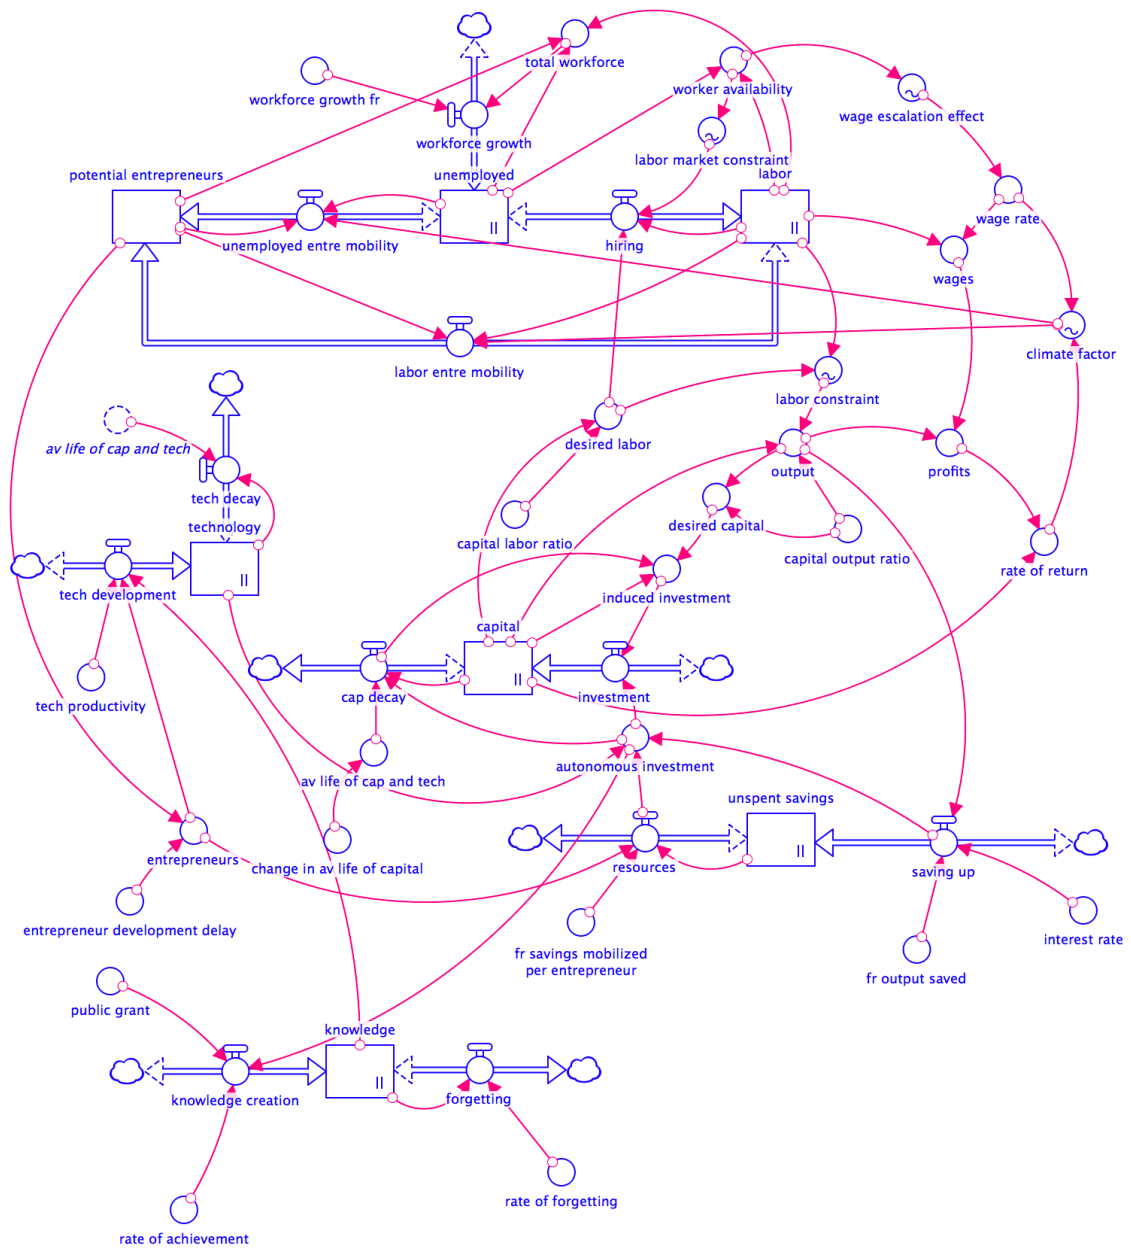 total workforce
workforce growth fr
worker availability
wage escalation effect
workforce growth
labor market constraint
potential entrepreneurs
unemployed
labor
wage rate
unemployed entre mobility
hiring
wages
climate factor
labor entre mobility
labor constraint
av life of cap and tech
desired labor
output
profits
tech decay
technology
desired capital
capital labor ratio
capital output ratio
rate of return
tech development
induced investment
capital
tech productivity
cap decay
investment
autonomous investment
av life of cap and tech
unspent savings
entrepreneurs
change in av life of capital
resources
saving up
entrepreneur development delay
fr savings mobilized
per entrepreneur
interest rate
fr output saved
public grant
knowledge
knowledge creation
forgetting
rate of forgetting
rate of achievement